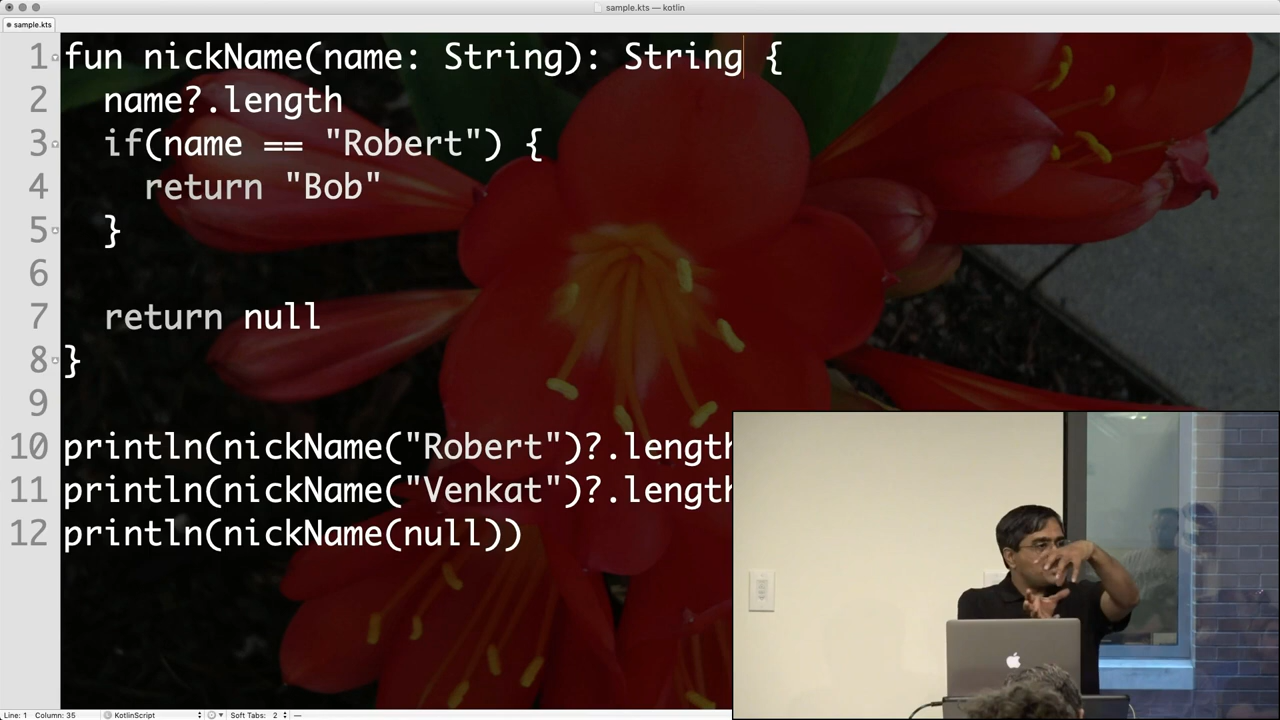 sample.kts — kotlin
sample.kts
1 fun nickName(name: String): String {
2 name?.length
3 if(name == "Robert") {
4 return "Bob"
5 }
6
7 return null
8 }
9
10 println(nickName("Robert")?.length
11 println(nickName("Venkat")?.length
12 println(nickName(null))
Line: 1 Column: 35 KotlinScript Soft Tabs: 2 —